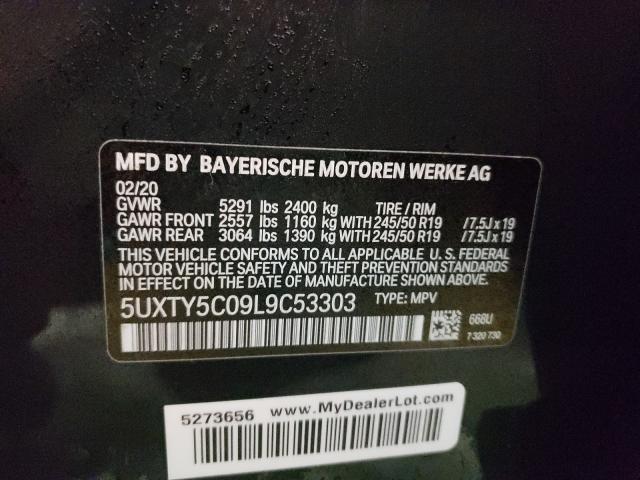 MFD BY BAYERISCHE MOTOREN WERKE AG
02/20
GVWR 5291 lbs 2400 kg TIRE / RIM
GAWR FRONT 2557 lbs 1160 kg WITH 245/50 R19 /7.5J x 19
GAWR REAR 3064 lbs 1390 kg WITH 245/50 R19 /7.5J x 19
THIS VEHICLE CONFORMS TO ALL APPLICABLE U. S. FEDERAL
MOTOR VEHICLE SAFETY AND THEFT PREVENTION STANDARDS
IN EFFECT ON THE DATE OF MANUFACTURE SHOWN ABOVE.
5UXTY5C09L9C53303 TYPE: MPV
668U
7 320 730
5273656 www.MyDealerLot.com